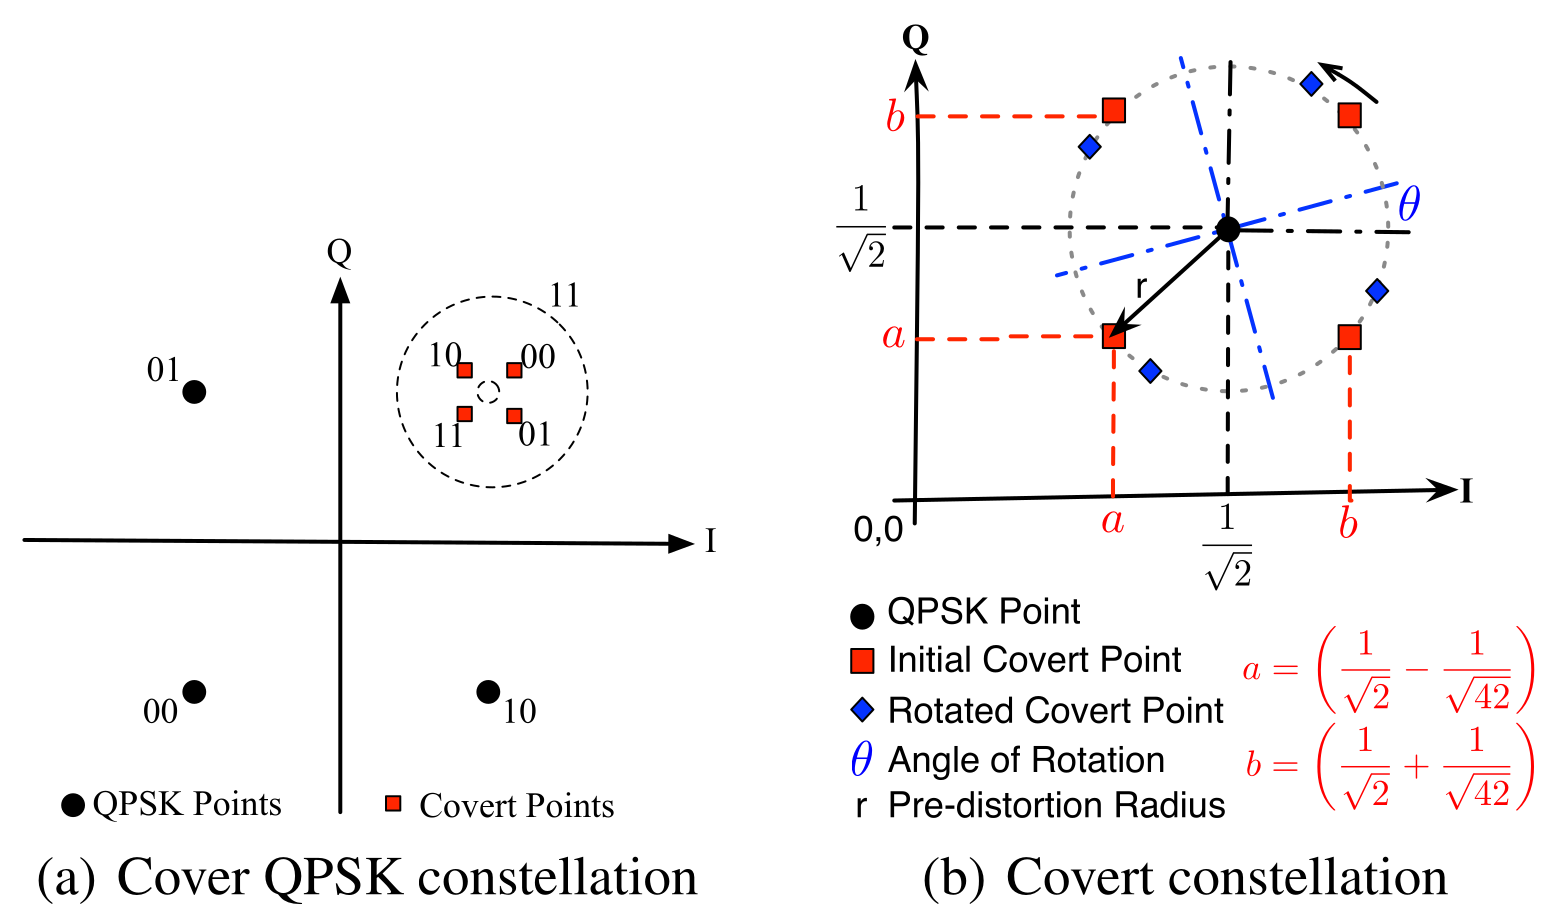 Q
11
01
10 00
11 01
I
00
10
QPSK Points
Covert Points
(a) Cover QPSK constellation
Q
b
1/√2
θ
r
a
I
0,0
a
1/√2
b
QPSK Point
Initial Covert Point
Rotated Covert Point
θ Angle of Rotation
r Pre-distortion Radius
a = (1/√2 − 1/√42)
b = (1/√2 + 1/√42)
(b) Covert constellation